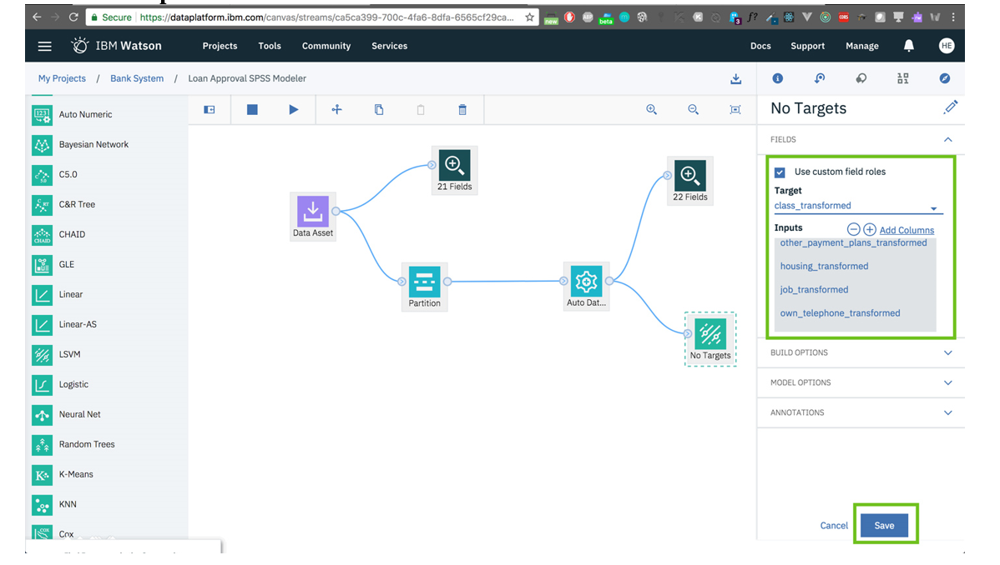 Secure
https://dataplatform.ibm.com/canvas/streams/ca5ca399-700c-4fa6-8dfa-6565cf29ca...
new
beta
3
CORS
IBM Watson
Projects
Tools
Community
Services
Docs
Support
Manage
HE
My Projects / Bank System / Loan Approval SPSS Modeler
Auto Numeric
Bayesian Network
C5.0
C&R Tree
CHAID
GLE
Linear
Linear-AS
LSVM
Logistic
Neural Net
Random Trees
K-Means
KNN
Cox
21 Fields
Data Asset
Partition
Auto Dat...
22 Fields
No Targets
No Targets
FIELDS
Use custom field roles
Target
class_transformed
Inputs
Add Columns
other_payment_plans_transformed
housing_transformed
job_transformed
own_telephone_transformed
BUILD OPTIONS
MODEL OPTIONS
ANNOTATIONS
Cancel
Save